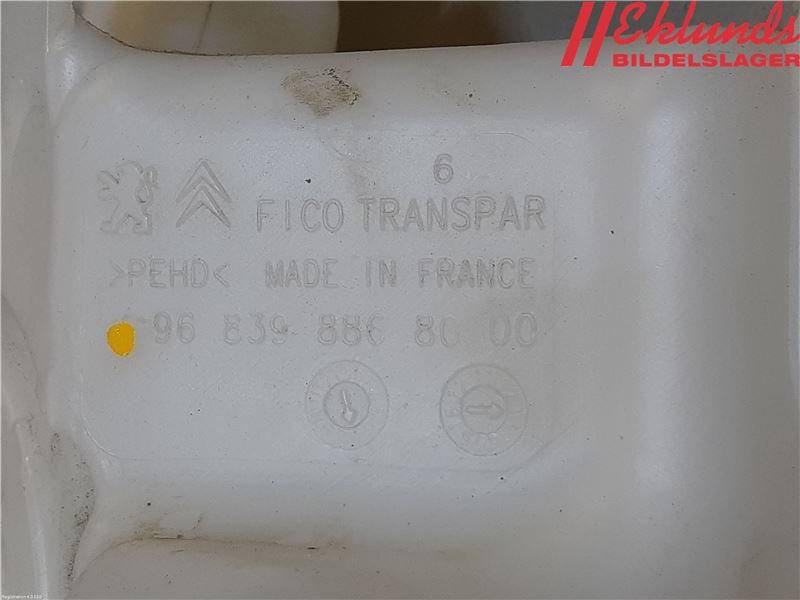 Eklunds
BILDELSLAGER
6
FICO TRANSPAR
>PEHD< MADE IN FRANCE
96 839 886 80 00